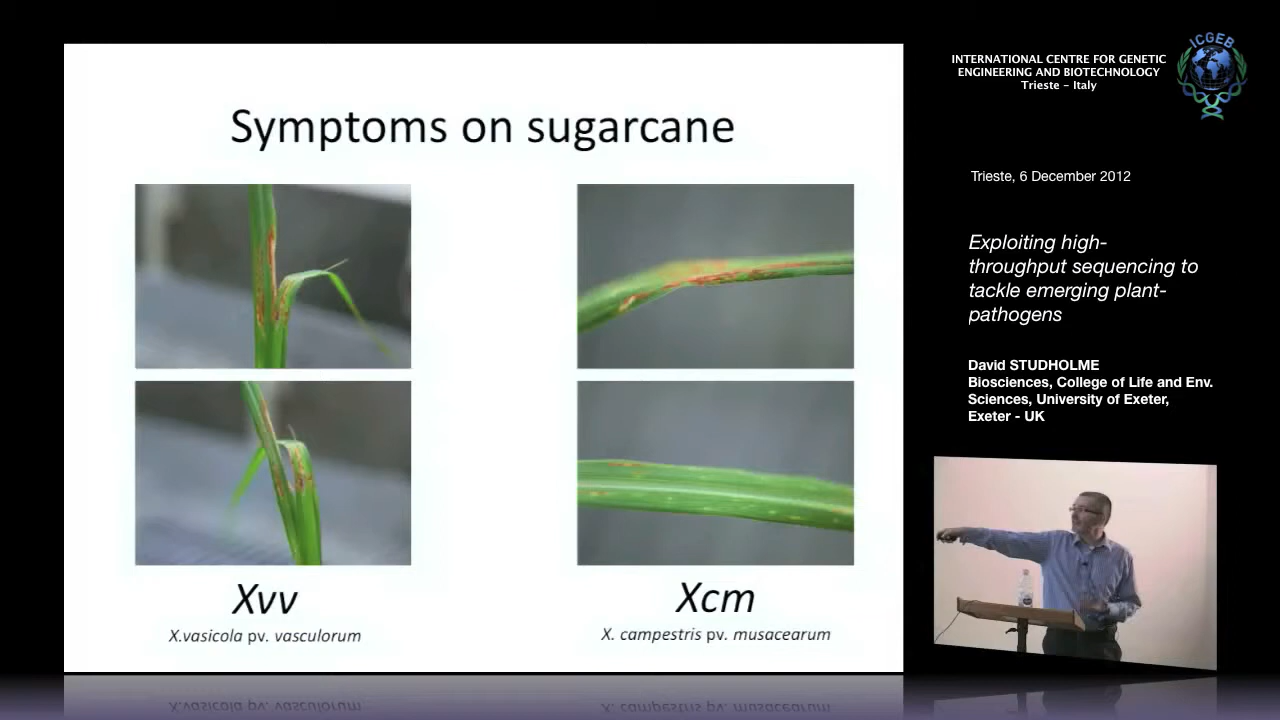 Symptoms on sugarcane
Xvv
X.vasicola pv. vasculorum
Xcm
X. campestris pv. musacearum
ICGEB
INTERNATIONAL CENTRE FOR GENETIC
ENGINEERING AND BIOTECHNOLOGY
Trieste - Italy
Trieste, 6 December 2012
Exploiting high-
throughput sequencing to
tackle emerging plant-
pathogens
David STUDHOLME
Biosciences, College of Life and Env.
Sciences, University of Exeter,
Exeter - UK